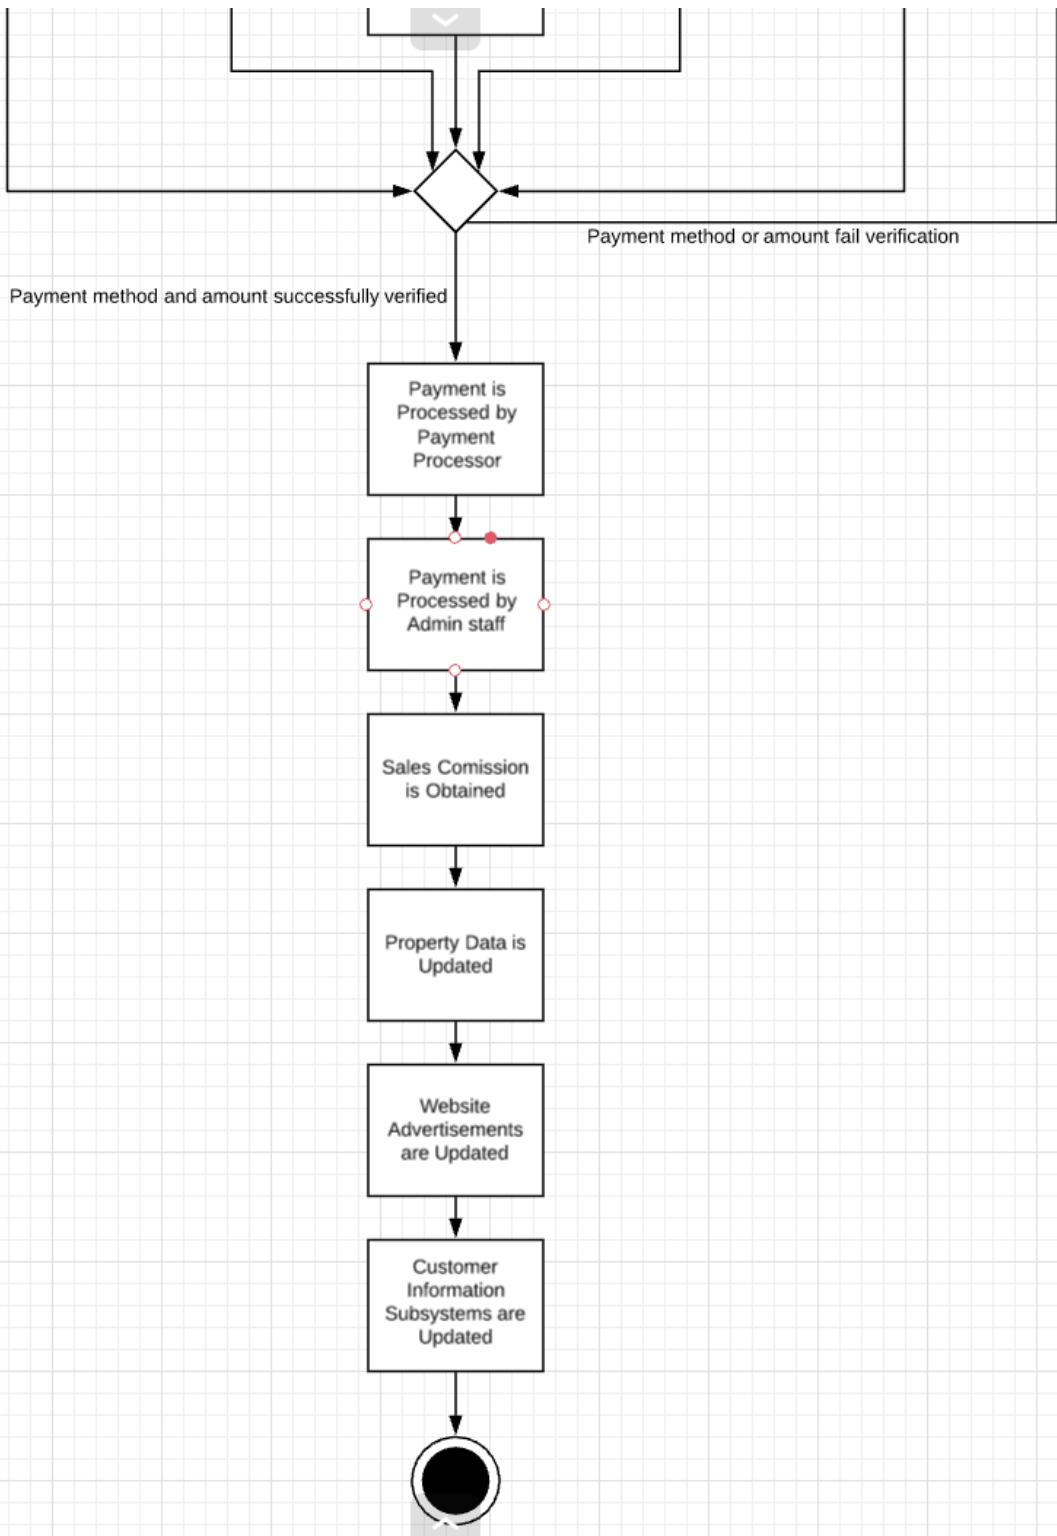 Payment method or amount fail verification
Payment method and amount successfully verified
Payment is
Processed by
Payment
Processor
Payment is
Processed by
Admin staff
Sales Comission
is Obtained
Property Data is
Updated
Website
Advertisements
are Updated
Customer
Information
Subsystems are
Updated